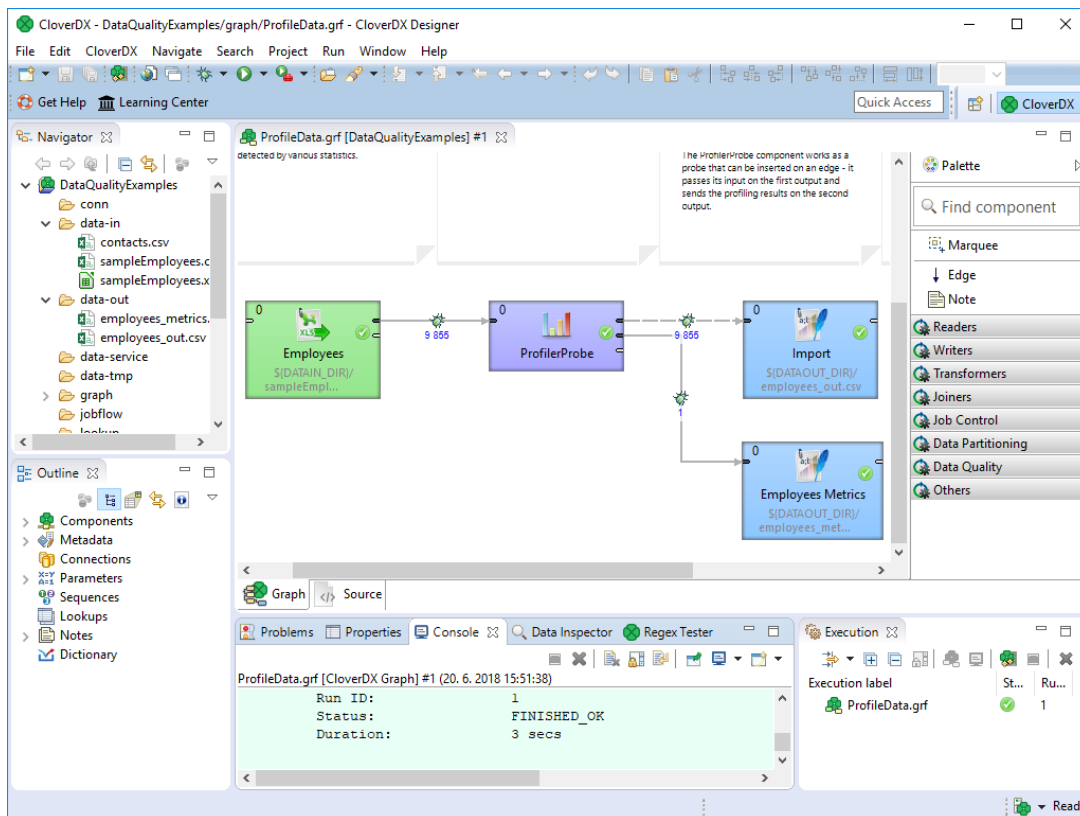 CloverDX - DataQualityExamples/graph/ProfileData.grf - CloverDX Designer
File Edit CloverDX Navigate Search Project Run Window Help
Get Help Learning Center
Quick Access
CloverDX
Navigator
DataQualityExamples
conn
data-in
contacts.csv
sampleEmployees.c
sampleEmployees.x
data-out
employees_metrics.
employees_out.csv
data-service
data-tmp
graph
jobflow
lookup
Outline
Components
Metadata
Connections
Parameters
Sequences
Lookups
Notes
Dictionary
ProfileData.grf [DataQualityExamples] #1
detected by various statistics.
The ProfilerProbe component works as a
probe that can be inserted on an edge - it
passes its input on the first output and
sends the profiling results on the second
output.
0
Employees
${DATAIN_DIR}/
sampleEmpl...
9 855
0
ProfilerProbe
9 855
1
0
Import
${DATAOUT_DIR}/
employees_out.csv
0
Employees Metrics
${DATAOUT_DIR}/
employees_met...
Graph Source
Palette
Find component
Marquee
Edge
Note
Readers
Writers
Transformers
Joiners
Job Control
Data Partitioning
Data Quality
Others
Problems Properties Console Data Inspector Regex Tester
ProfileData.grf [CloverDX Graph] #1 (20. 6. 2018 15:51:38)
Run ID: 1
Status: FINISHED_OK
Duration: 3 secs
Execution
Execution label St... Ru...
ProfileData.grf 1
Read